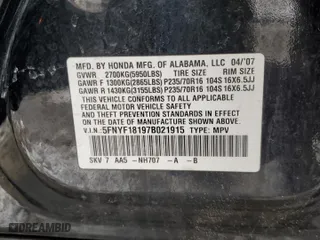 MFD. BY HONDA MFG. OF ALABAMA, LLC 04/'07
GVWR 2700KG(5950LBS) TIRE SIZE RIM SIZE
GAWR F 1300KG(2865LBS)P235/70R16 104S 16X6.5JJ
GAWR R 1430KG(3155LBS)P235/70R16 104S 16X6.5JJ
THIS VEHICLE CONFORMS TO ALL APPLICABLE
FEDERAL MOTOR VEHICLE SAFETY STANDARDS
IN EFFECT ON THE DATE OF MANUFACTURE
SHOWN ABOVE.
V.I.N: 5FNYF18197B021915 TYPE: MPV
SKV 7 AA5 -NH707 -A -B
DREAMBID